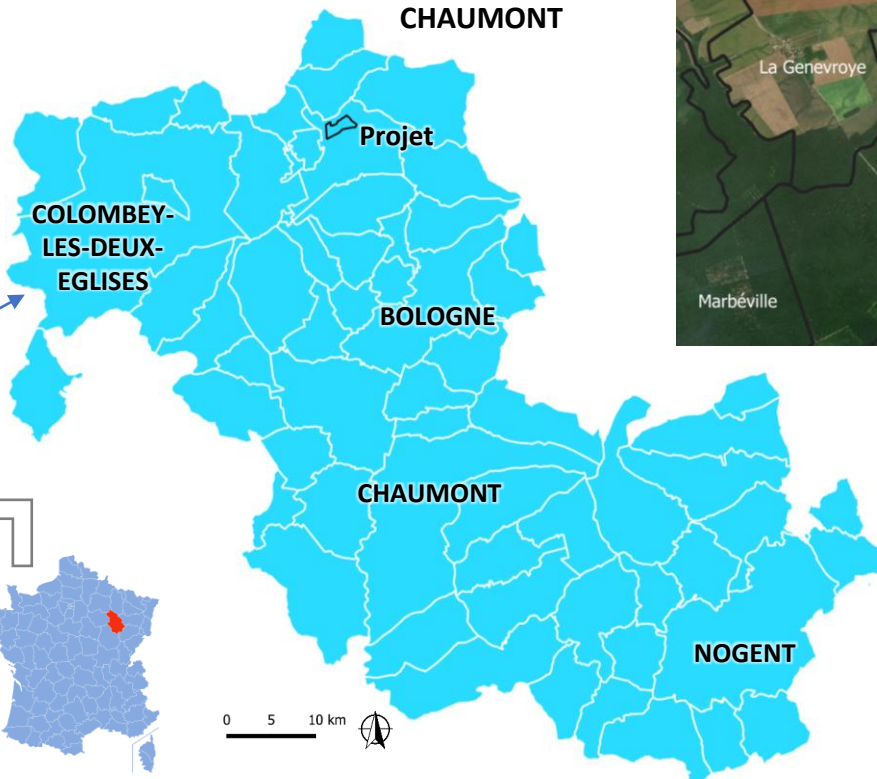 CHAUMONT
La Genevroye
Projet
COLOMBEY-
LES-DEUX-
EGLISES
Marbéville
BOLOGNE
CHAUMONT
NOGENT
0 5 10 km